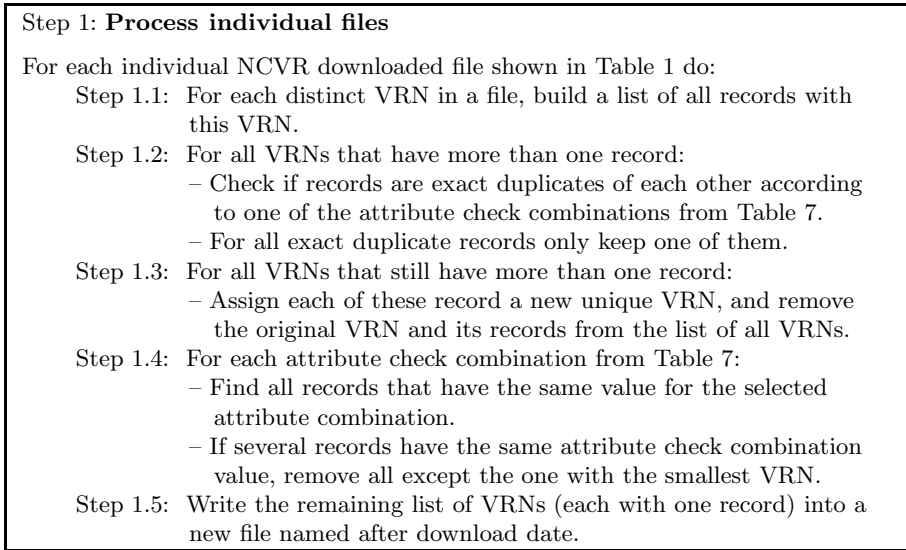 Step 1: Process individual files
For each individual NCVR downloaded file shown in Table 1 do:
Step 1.1: For each distinct VRN in a file, build a list of all records with
this VRN.
Step 1.2: For all VRNs that have more than one record:
– Check if records are exact duplicates of each other according
to one of the attribute check combinations from Table 7.
– For all exact duplicate records only keep one of them.
Step 1.3: For all VRNs that still have more than one record:
– Assign each of these record a new unique VRN, and remove
the original VRN and its records from the list of all VRNs.
Step 1.4: For each attribute check combination from Table 7:
– Find all records that have the same value for the selected
attribute combination.
– If several records have the same attribute check combination
value, remove all except the one with the smallest VRN.
Step 1.5: Write the remaining list of VRNs (each with one record) into a
new file named after download date.